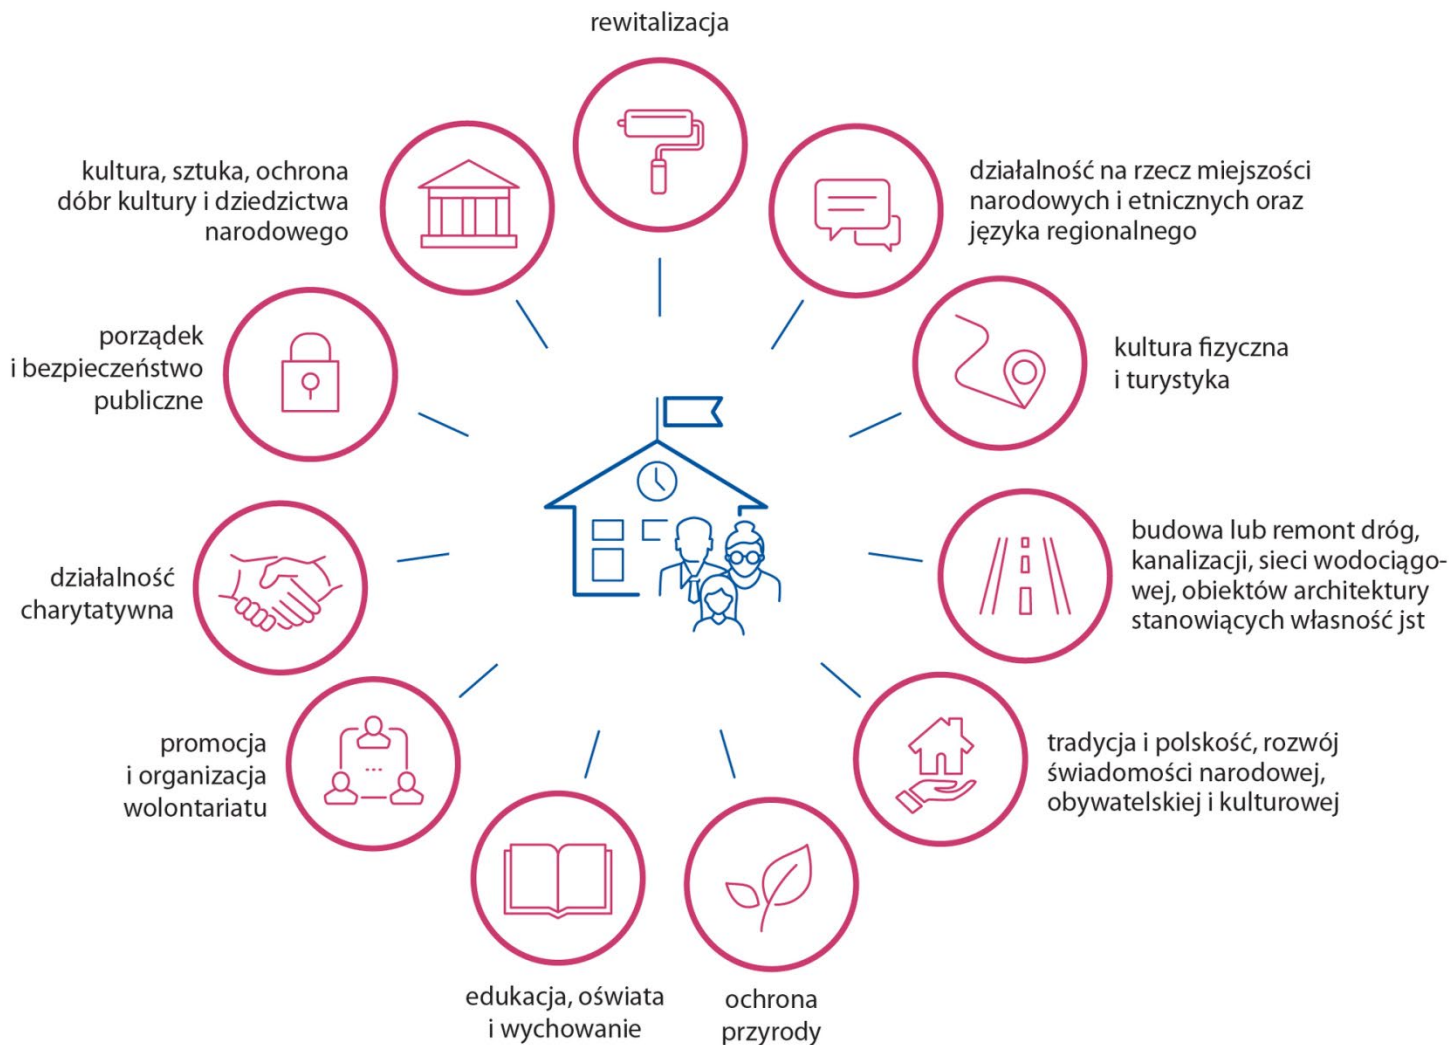 rewitalizacja
kultura, sztuka, ochrona
dóbr kultury i dziedzictwa
narodowego
działalność na rzecz miejszości
narodowych i etnicznych oraz
języka regionalnego
porządek
i bezpieczeństwo
publiczne
kultura fizyczna
i turystyka
działalność
charytatywna
budowa lub remont dróg,
kanalizacji, sieci wodociągo-
wej, obiektów architektury
stanowiących własność jst
promocja
i organizacja
wolontariatu
tradycja i polskość, rozwój
świadomości narodowej,
obywatelskiej i kulturowej
edukacja, oświata
i wychowanie
ochrona
przyrody